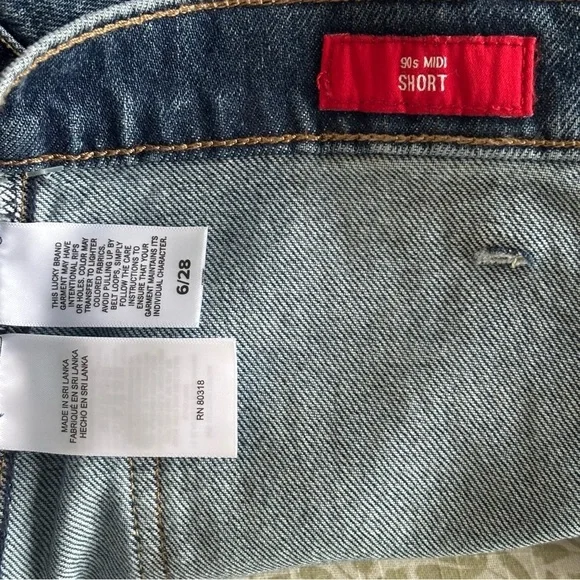 90s MIDI
SHORT
THIS LUCKY BRAND
GARMENT MAY HAVE
INTENTIONAL RIPS
OR HOLES. COLOR MAY
TRANSFER TO LIGHTER
COLORED FABRICS.
AVOID PULLING UP BY
BELT LOOPS, SIMPLY
FOLLOW THE CARE
INSTRUCTIONS TO
ENSURE THAT YOUR
GARMENT MAINTAINS ITS
INDIVIDUAL CHARACTER.
6/28
MADE IN SRI LANKA
FABRIQUÉ EN SRI LANKA
HECHO EN SRI LANKA
RN 80318